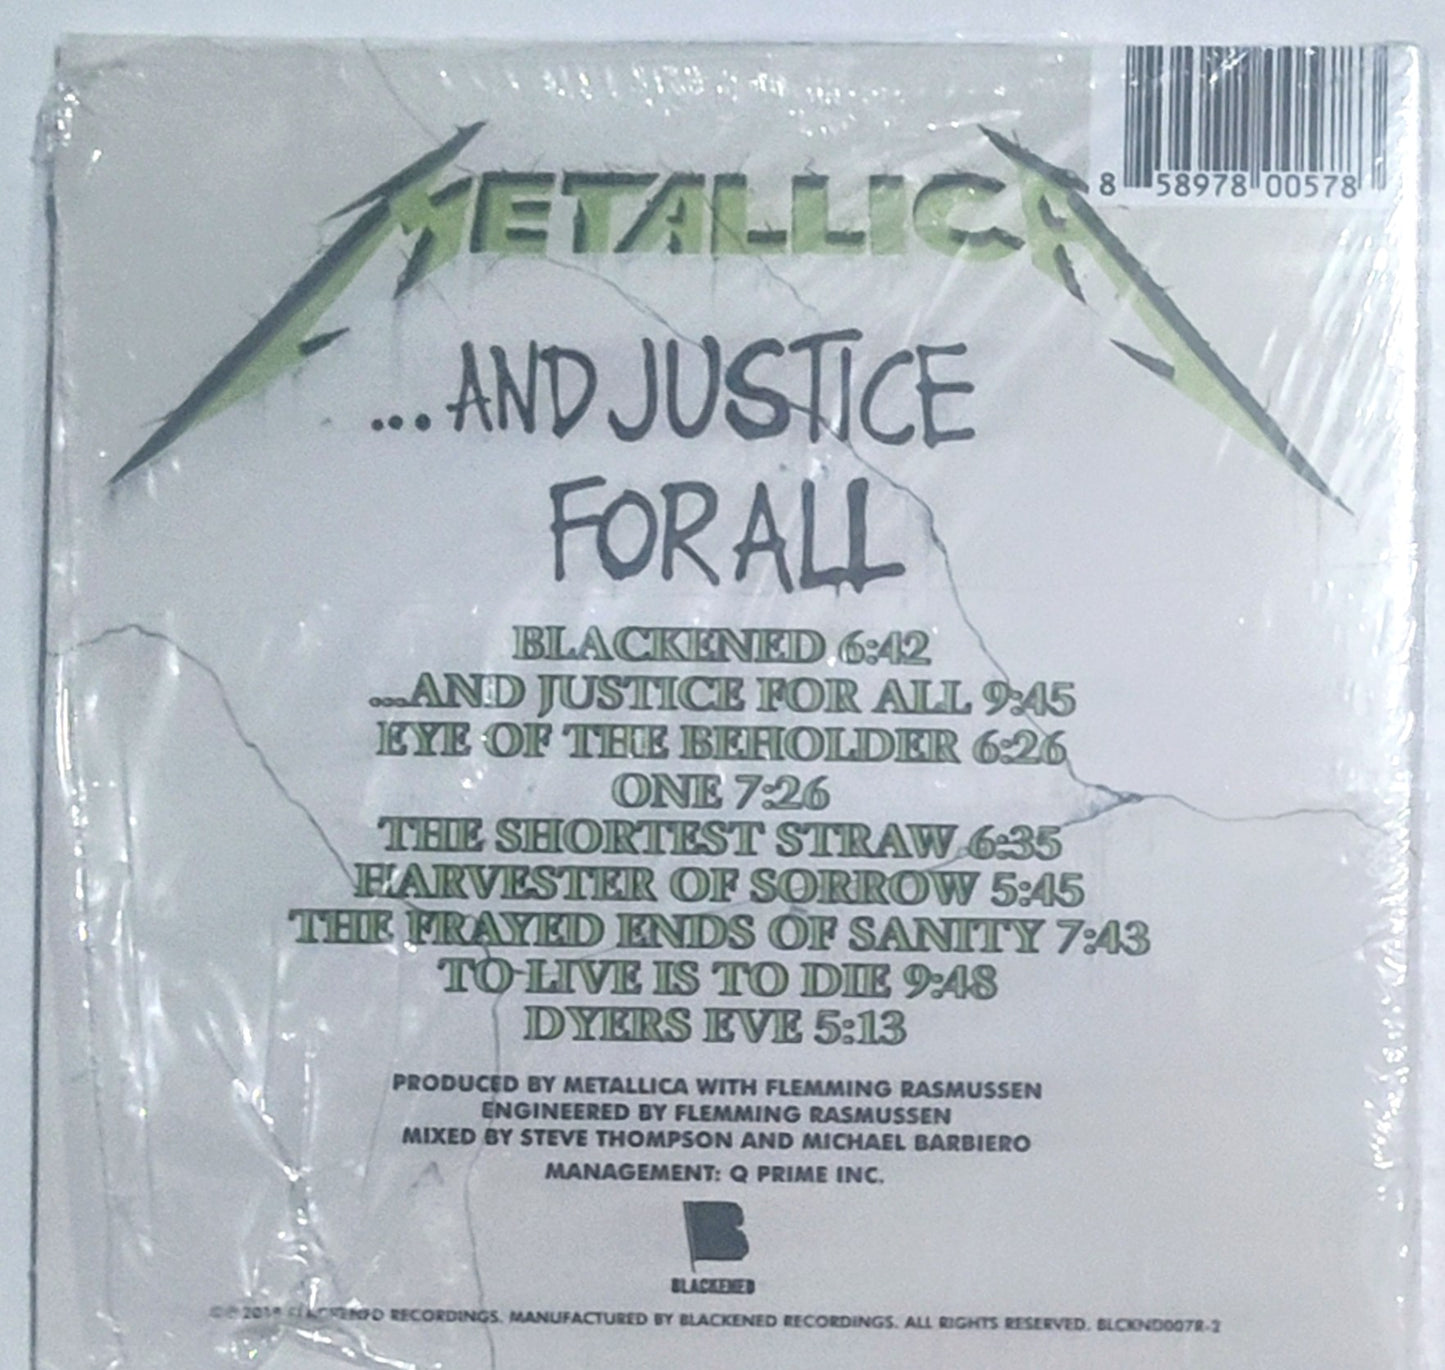 8 58978 00578
METALLICA
...AND JUSTICE
FOR ALL
BLACKENED 6:42
...AND JUSTICE FOR ALL 9:45
EYE OF THE BEHOLDER 6:26
ONE 7:26
THE SHORTEST STRAW 6:35
HARVESTER OF SORROW 5:45
THE FRAYED ENDS OF SANITY 7:43
TO LIVE IS TO DIE 9:48
DYERS EVE 5:13
PRODUCED BY METALLICA WITH FLEMMING RASMUSSEN
ENGINEERED BY FLEMMING RASMUSSEN
MIXED BY STEVE THOMPSON AND MICHAEL BARBIERO
MANAGEMENT: Q PRIME INC.
B
BLACKENED
BLACKENED RECORDINGS. MANUFACTURED BY BLACKENED RECORDINGS. ALL RIGHTS RESERVED. BLCKND007R-2